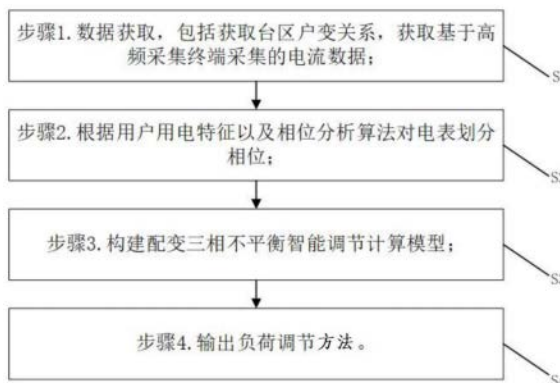 步骤1.数据获取，包括获取台区户变关系，获取基于高
频采集终端采集的电流数据；
S
步骤2.根据用户用电特征以及相位分析算法对电表划分
相位；
S
步骤3.构建配变三相不平衡智能调节计算模型；
S
步骤4.输出负荷调节方法。
S